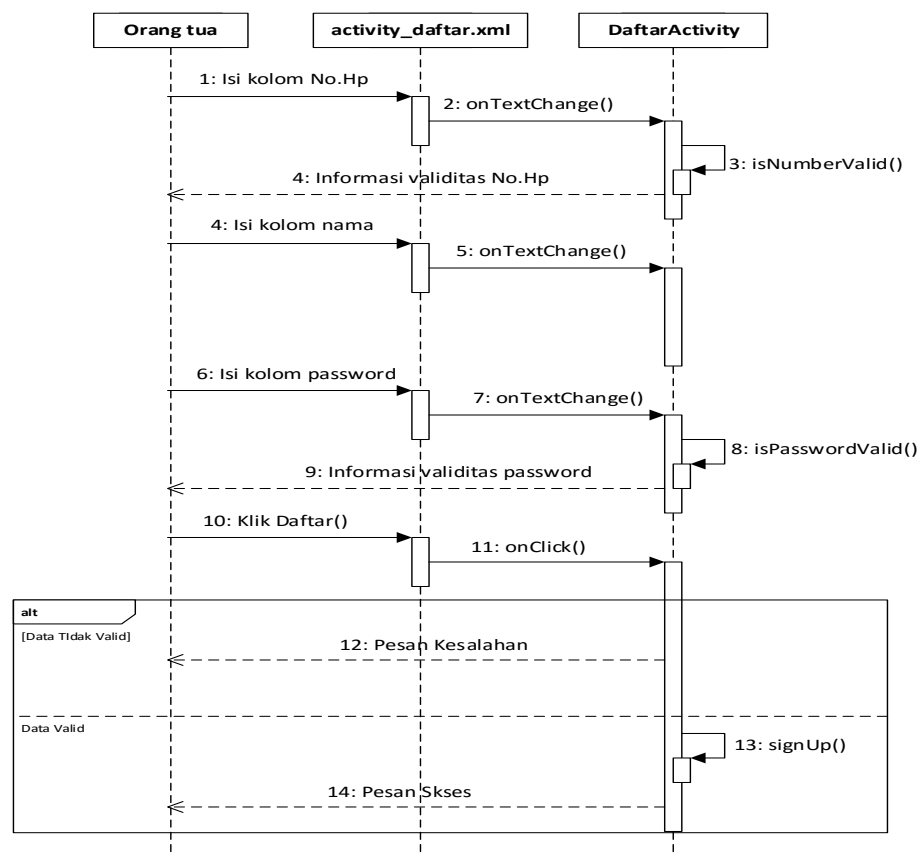 Orang tua
activity_daftar.xml
DaftarActivity
1: Isi kolom No.Hp
2: onTextChange()
3: isNumberValid()
4: Informasi validitas No.Hp
4: Isi kolom nama
5: onTextChange()
6: Isi kolom password
7: onTextChange()
8: isPasswordValid()
9: Informasi validitas password
10: Klik Daftar()
11: onClick()
alt
[Data TIdak Valid]
12: Pesan Kesalahan
Data Valid
13: signUp()
14: Pesan Skses